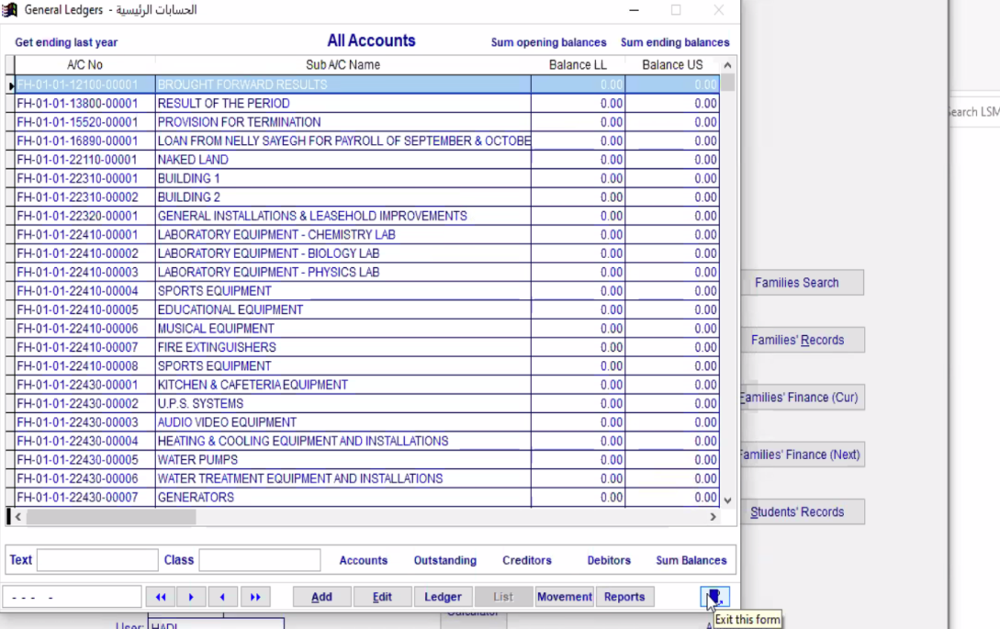 General Ledgers - الحسابات الرئيسية
Get ending last year All Accounts Sum opening balances Sum ending balances
A/C No Sub A/C Name Balance LL Balance US
FH-01-01-12100-00001 BROUGHT FORWARD RESULTS 0.00 0.00
FH-01-01-13800-00001 RESULT OF THE PERIOD 0.00 0.00
FH-01-01-15520-00001 PROVISION FOR TERMINATION 0.00 0.00
FH-01-01-16890-00001 LOAN FROM NELLY SAYEGH FOR PAYROLL OF SEPTEMBER & OCTOBE 0.00 0.00
FH-01-01-22110-00001 NAKED LAND 0.00 0.00
FH-01-01-22310-00001 BUILDING 1 0.00 0.00
FH-01-01-22310-00002 BUILDING 2 0.00 0.00
FH-01-01-22320-00001 GENERAL INSTALLATIONS & LEASEHOLD IMPROVEMENTS 0.00 0.00
FH-01-01-22410-00001 LABORATORY EQUIPMENT - CHEMISTRY LAB 0.00 0.00
FH-01-01-22410-00002 LABORATORY EQUIPMENT - BIOLOGY LAB 0.00 0.00
FH-01-01-22410-00003 LABORATORY EQUIPMENT - PHYSICS LAB 0.00 0.00
FH-01-01-22410-00004 SPORTS EQUIPMENT 0.00 0.00
FH-01-01-22410-00005 EDUCATIONAL EQUIPMENT 0.00 0.00
FH-01-01-22410-00006 MUSICAL EQUIPMENT 0.00 0.00
FH-01-01-22410-00007 FIRE EXTINGUISHERS 0.00 0.00
FH-01-01-22410-00008 SPORTS EQUIPMENT 0.00 0.00
FH-01-01-22430-00001 KITCHEN & CAFETERIA EQUIPMENT 0.00 0.00
FH-01-01-22430-00002 U.P.S. SYSTEMS 0.00 0.00
FH-01-01-22430-00003 AUDIO VIDEO EQUIPMENT 0.00 0.00
FH-01-01-22430-00004 HEATING & COOLING EQUIPMENT AND INSTALLATIONS 0.00 0.00
FH-01-01-22430-00005 WATER PUMPS 0.00 0.00
FH-01-01-22430-00006 WATER TREATMENT EQUIPMENT AND INSTALLATIONS 0.00 0.00
FH-01-01-22430-00007 GENERATORS 0.00 0.00
Text Class Accounts Outstanding Creditors Debitors Sum Balances
- - - - Add Edit Ledger List Movement Reports
Exit this form
User: HADI
Calculator
Search LSM
Families Search
Families' Records
Families' Finance (Cur)
Families' Finance (Next)
Students' Records